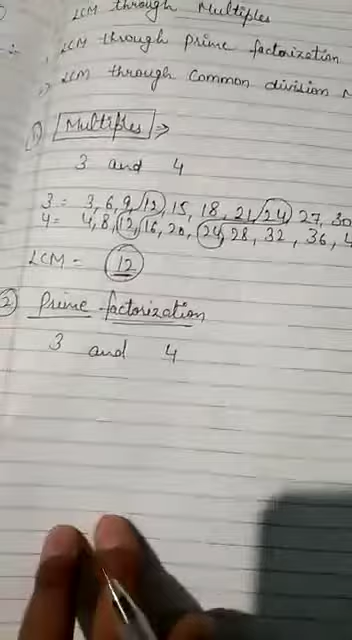 LCM through Multiples
LCM through prime factorization
LCM through Common division
1) Multiples ⇒
3 and 4
3 = 3, 6, 9, 12, 15, 18, 21, 24, 27, 30
4 = 4, 8, 12, 16, 20, 24, 28, 32, 36,
LCM = 12
2) Prime factorization
3 and 4